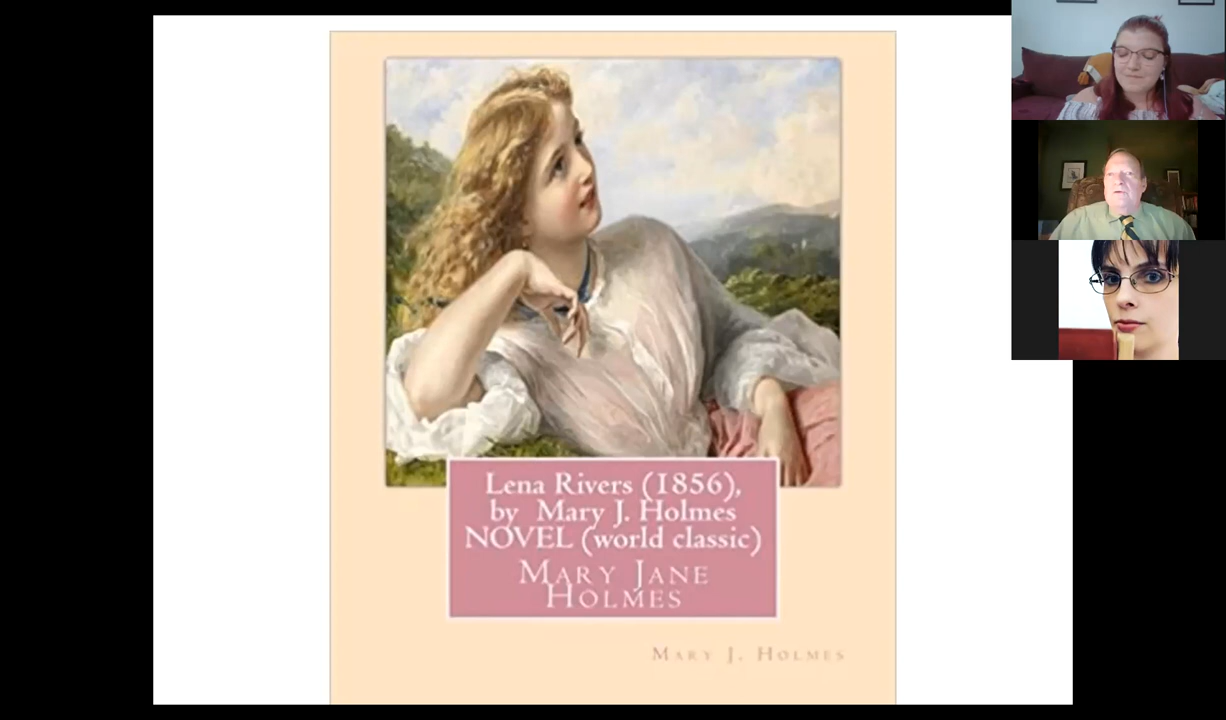 Lena Rivers (1856),
by Mary J. Holmes
NOVEL (world classic)
Mary Jane
Holmes
Mary J. Holmes